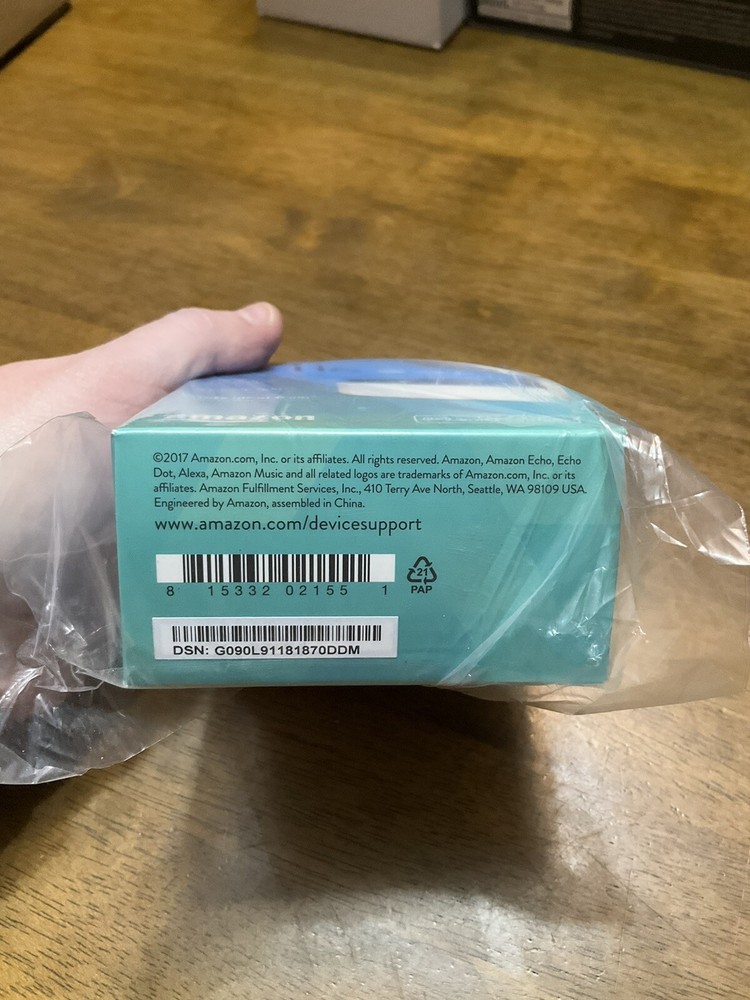 amazon
©2017 Amazon.com, Inc. or its affiliates. All rights reserved. Amazon, Amazon Echo, Echo
Dot, Alexa, Amazon Music and all related logos are trademarks of Amazon.com, Inc. or its
affiliates. Amazon Fulfillment Services, Inc., 410 Terry Ave North, Seattle, WA 98109 USA.
Engineered by Amazon, assembled in China.
www.amazon.com/devicesupport
8 15332 02155 1
21
PAP
DSN: G090L91181870DDM